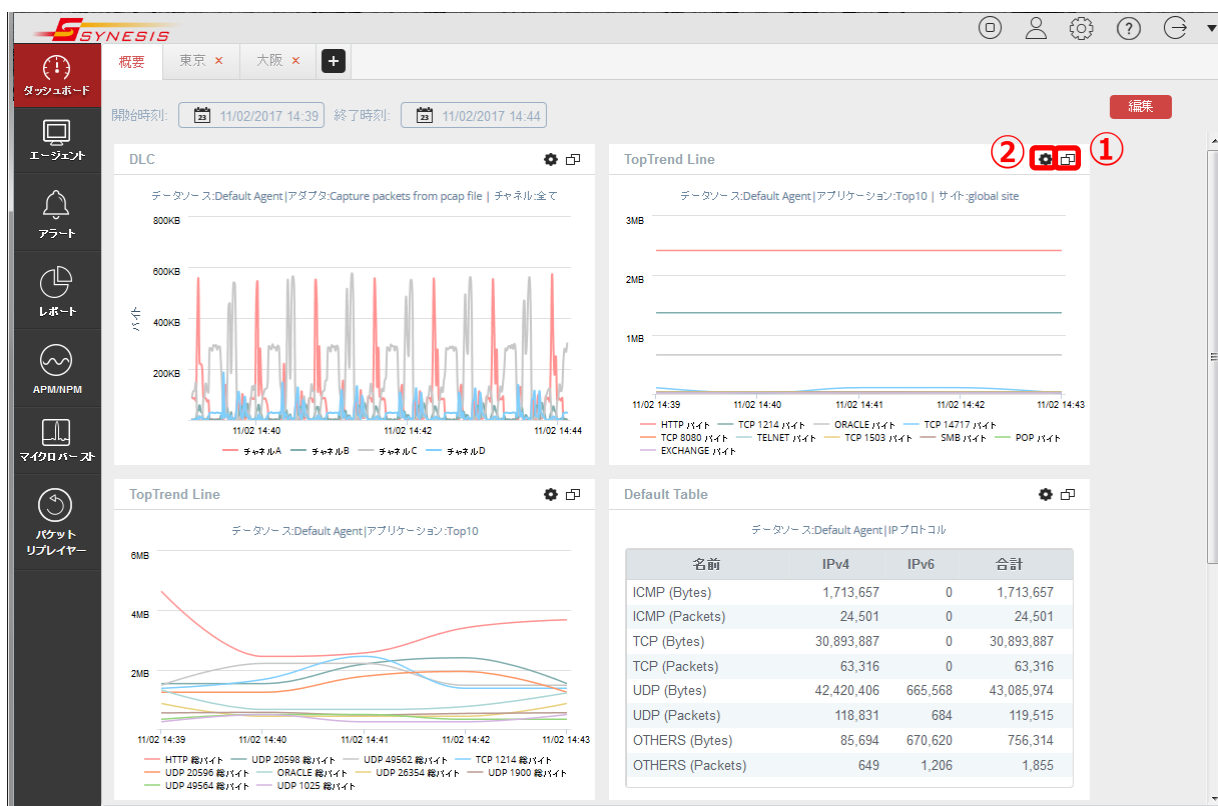 SYNESIS
ダッシュボード
エージェント
アラート
レポート
APM/NPM
マイクロバースト
パケット
リプレイヤー
概要 東京 × 大阪 × +
開始時刻: 23 11/02/2017 14:39 終了時刻: 23 11/02/2017 14:44
編集
DLC
データソース:Default Agent|アダプタ:Capture packets from pcap file | チャネル:全て
800KB
600KB
400KB
200KB
バイト
11/02 14:40 11/02 14:42 11/02 14:44
チャネルA チャネルB チャネルC チャネルD
TopTrend Line
② ①
データソース:Default Agent|アプリケーション:Top10 | サイト:global site
3MB
2MB
1MB
11/02 14:39 11/02 14:40 11/02 14:41 11/02 14:42 11/02 14:43
HTTP バイト TCP 1214 バイト ORACLE バイト TCP 14717 バイト
TCP 8080 バイト TELNET バイト TCP 1503 バイト SMB バイト POP バイト
EXCHANGE バイト
TopTrend Line
データソース:Default Agent|アプリケーション:Top10
6MB
4MB
2MB
11/02 14:39 11/02 14:40 11/02 14:41 11/02 14:42 11/02 14:43
HTTP 総バイト UDP 20598 総バイト UDP 49562 総バイト TCP 1214 総バイト
UDP 20596 総バイト ORACLE 総バイト UDP 26354 総バイト UDP 1900 総バイト
UDP 49564 総バイト UDP 1025 総バイト
Default Table
データソース:Default Agent|IPプロトコル
名前 IPv4 IPv6 合計
ICMP (Bytes) 1,713,657 0 1,713,657
ICMP (Packets) 24,501 0 24,501
TCP (Bytes) 30,893,887 0 30,893,887
TCP (Packets) 63,316 0 63,316
UDP (Bytes) 42,420,406 665,568 43,085,974
UDP (Packets) 118,831 684 119,515
OTHERS (Bytes) 85,694 670,620 756,314
OTHERS (Packets) 649 1,206 1,855